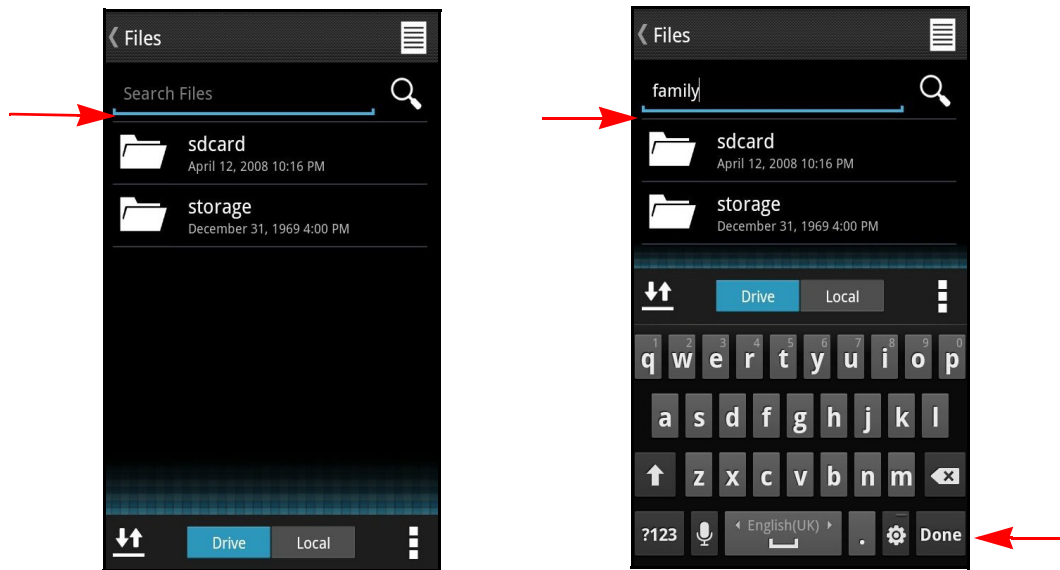 Files
Search Files
sdcard
April 12, 2008 10:16 PM
storage
December 31, 1969 4:00 PM
Drive Local
Files
family
sdcard
April 12, 2008 10:16 PM
storage
December 31, 1969 4:00 PM
Drive Local
1 2 3 4 5 6 7 8 9 0
q w e r t y u i o p
a s d f g h j k l
z x c v b n m
?123 English(UK) . Done